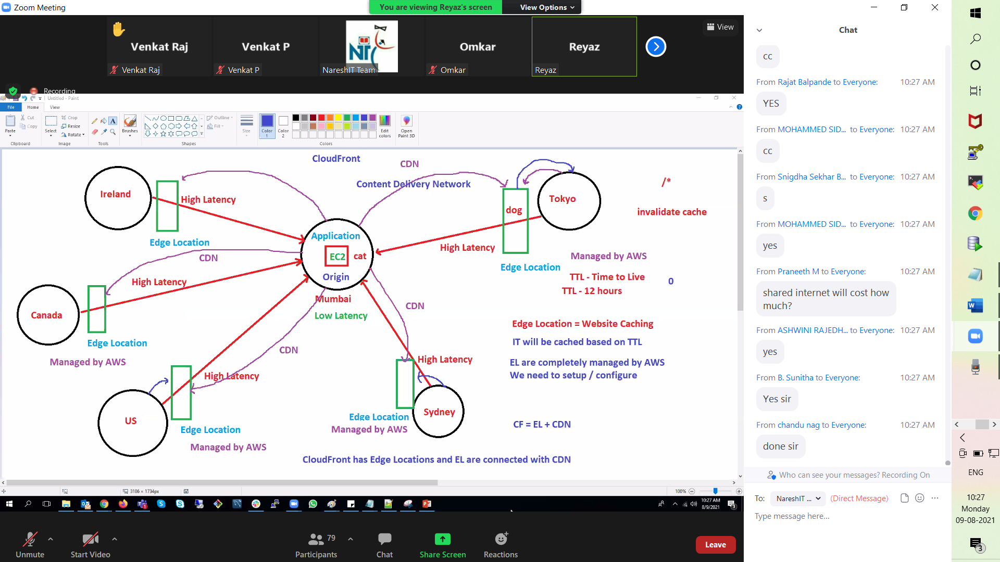 Zoom Meeting
You are viewing Reyaz's screen
View Options
Venkat Raj
Venkat P
Omkar
Reyaz
View
Venkat Raj
Venkat P
NareshIT Team
Omkar
Reyaz
Recording
Untitled - Paint
File
Home
View
Paste
Cut
Copy
Clipboard
Select
Crop
Resize
Rotate
Image
A
Tools
Brushes
Outline
Fill
Shapes
Size
Color 1
Color 2
Edit colors
Open Paint 3D
Colors
CloudFront
CDN
Content Delivery Network
/*
invalidate cache
Ireland
High Latency
Edge Location
CDN
Tokyo
dog
High Latency
Edge Location
Managed by AWS
TTL - Time to Live
TTL - 12 hours
0
Application
EC2
cat
Origin
Mumbai
Low Latency
Canada
High Latency
Edge Location
Managed by AWS
CDN
CDN
US
High Latency
Edge Location
Managed by AWS
High Latency
Sydney
Edge Location
Managed by AWS
Edge Location = Website Caching
IT will be cached based on TTL
EL are completely managed by AWS
We need to setup / configure
CF = EL + CDN
CloudFront has Edge Locations and EL are connected with CDN
3186 × 1734px
100%
10:27 AM
8/9/2021
3
Unmute
Start Video
79
Participants
Chat
Share Screen
Reactions
Leave
Chat
cc
From Rajat Balpande to Everyone: 10:27 AM
YES
From MOHAMMED SID... to Everyone: 10:27 AM
cc
From Snigdha Sekhar B... to Everyone: 10:27 AM
s
From MOHAMMED SID... to Everyone: 10:27 AM
yes
From Praneeth M to Everyone: 10:27 AM
shared internet will cost how
much?
From ASHWINI RAJEDH... to Everyone: 10:27 AM
yes
From B. Sunitha to Everyone: 10:27 AM
Yes sir
From chandu nag to Everyone: 10:27 AM
done sir
Who can see your messages? Recording On
To: NareshIT ... (Direct Message)
Type message here...
ENG
10:27
Monday
09-08-2021
3